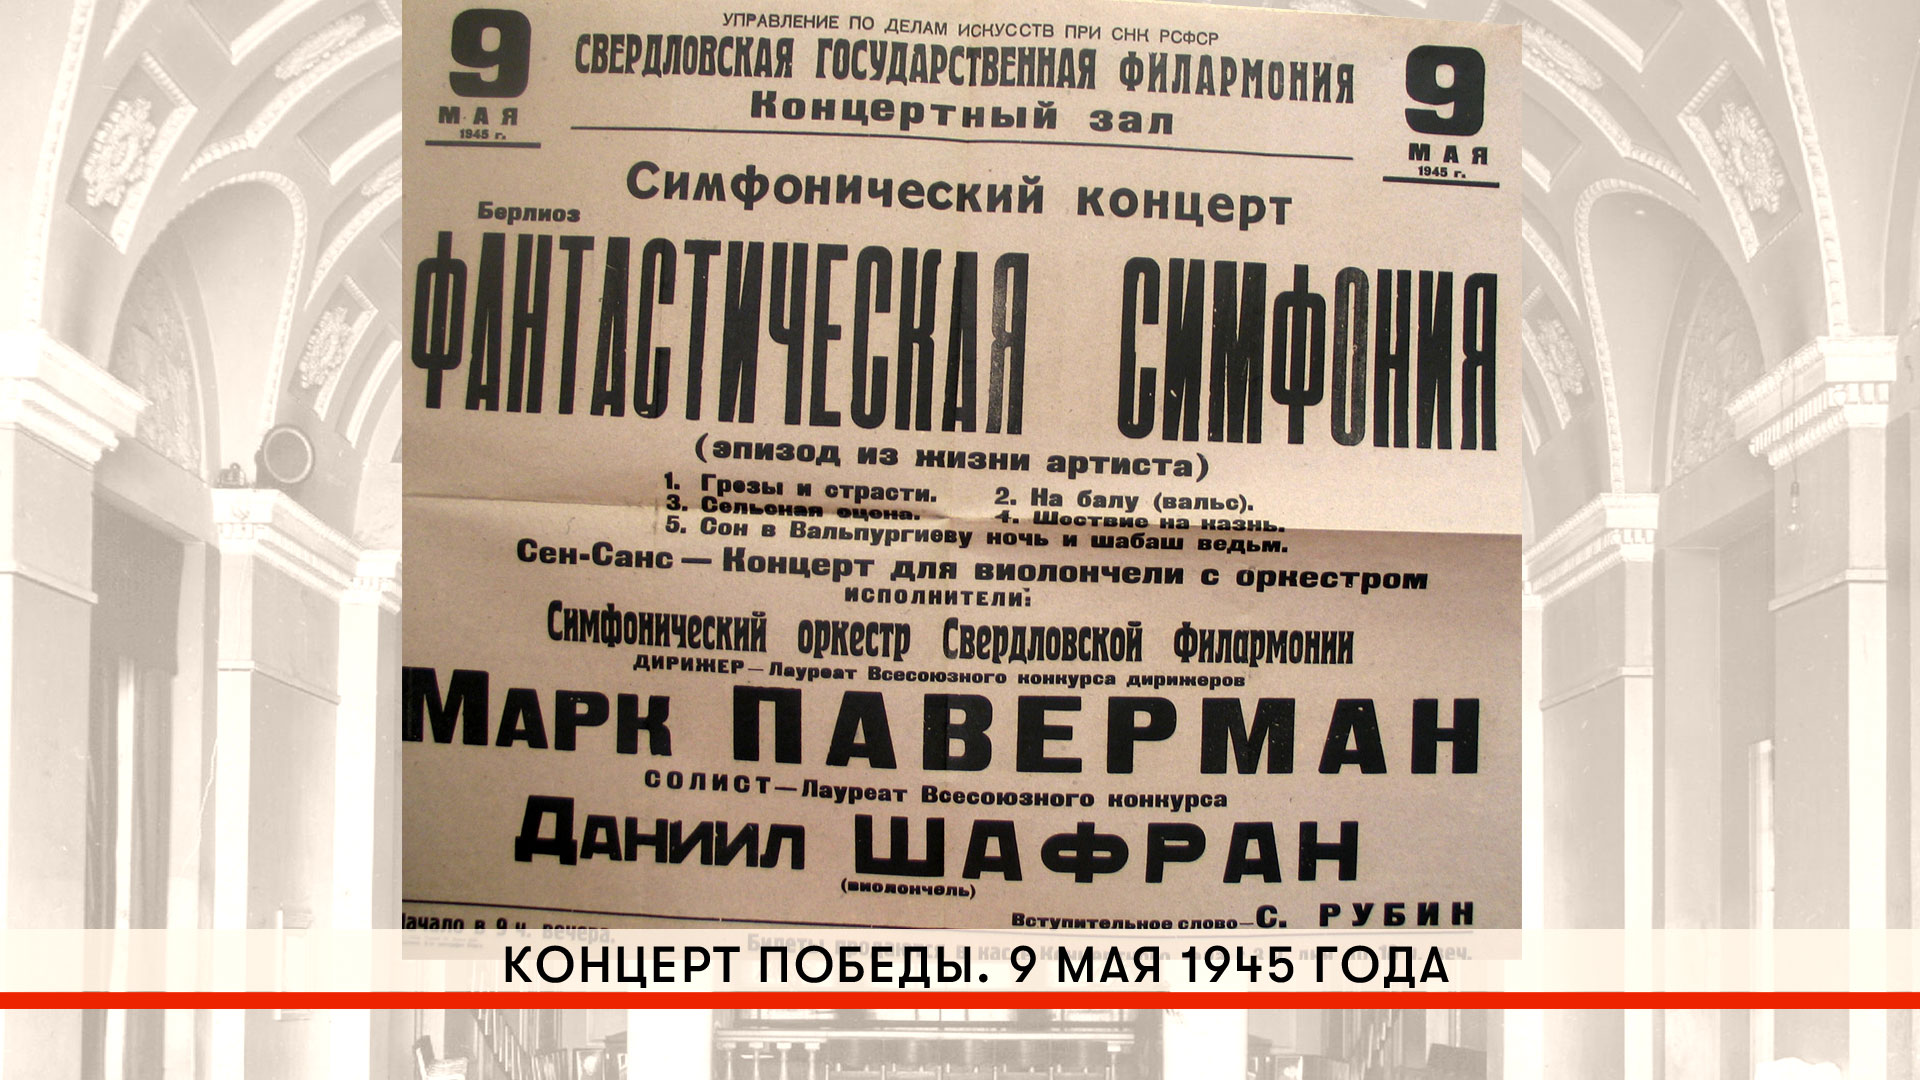 9
МАЯ
1945 г.
УПРАВЛЕНИЕ ПО ДЕЛАМ ИСКУССТВ ПРИ СНК РСФСР
СВЕРДЛОВСКАЯ ГОСУДАРСТВЕННАЯ ФИЛАРМОНИЯ
Концертный зал
9
МАЯ
1945 г.
Симфонический концерт
Берлиоз
ФАНТАСТИЧЕСКАЯ СИМФОНИЯ
(эпизод из жизни артиста)
1. Грезы и страсти. 2. На балу (вальс).
3. Сельская сцена. 4. Шествие на казнь.
5. Сон в Вальпургиеву ночь и шабаш ведьм.
Сен-Санс — Концерт для виолончели с оркестром
ИСПОЛНИТЕЛИ:
Симфонический оркестр Свердловской филармонии
ДИРИЖЕР — Лауреат Всесоюзного конкурса дирижеров
Марк ПАВЕРМАН
СОЛИСТ — Лауреат Всесоюзного конкурса
Даниил ШАФРАН
(виолончель)
Вступительное слово — С. РУБИН
Начало в 9 ч. вечера.
Билеты продаются в кассе
КОНЦЕРТ ПОБЕДЫ. 9 МАЯ 1945 ГОДА